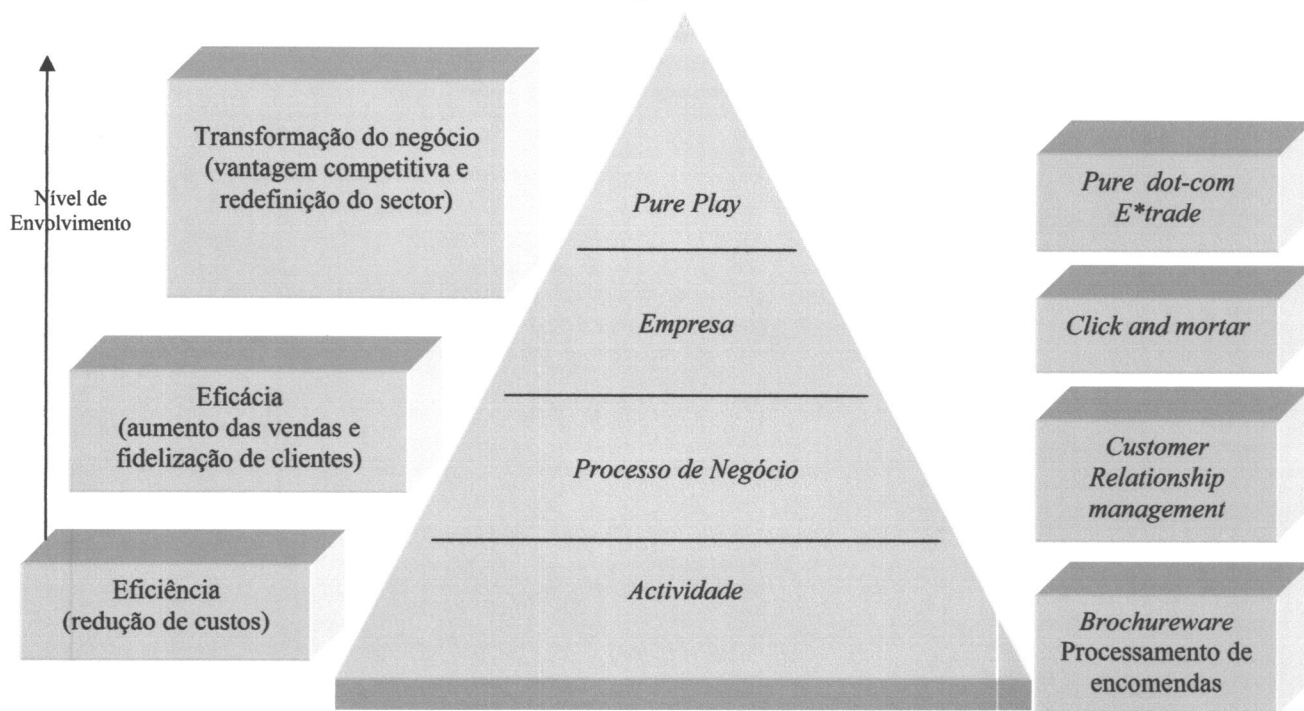 Nível de
Envolvimento
Transformação do negócio
(vantagem competitiva e
redefinição do sector)
Eficácia
(aumento das vendas e
fidelização de clientes)
Eficiência
(redução de custos)
Pure Play
Empresa
Processo de Negócio
Actividade
Pure dot-com
E*trade
Click and mortar
Customer
Relationship
management
Brochureware
Processamento de
encomendas